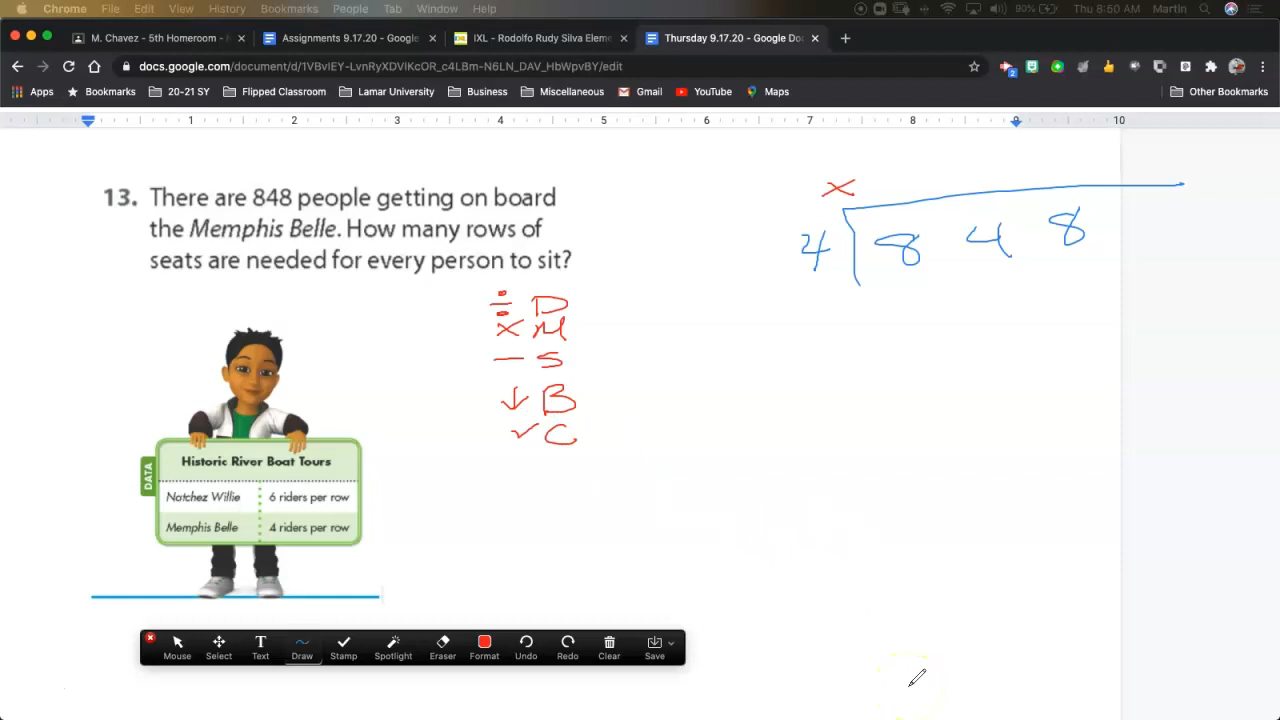 Chrome File Edit View History Bookmarks People Tab Window Help 90% Thu 8:50 AM Martin
M. Chavez - 5th Homeroom - M Assignments 9.17.20 - Google IXL - Rodolfo Rudy Silva Eleme Thursday 9.17.20 - Google Doc
docs.google.com/document/d/1VBvIEY-LvnRyXDVlKcOR_c4LBm-N6LN_DAV_HbWpvBY/edit
Apps Bookmarks 20-21 SY Flipped Classroom Lamar University Business Miscellaneous Gmail YouTube Maps Other Bookmarks
1 2 3 4 5 6 7 8 9 10
13. There are 848 people getting on board
the Memphis Belle. How many rows of
seats are needed for every person to sit?
×
4 8 4 8
÷ D
× M
− S
↓ B
✓ C
DATA
Historic River Boat Tours
Natchez Willie 6 riders per row
Memphis Belle 4 riders per row
Mouse Select Text Draw Stamp Spotlight Eraser Format Undo Redo Clear Save